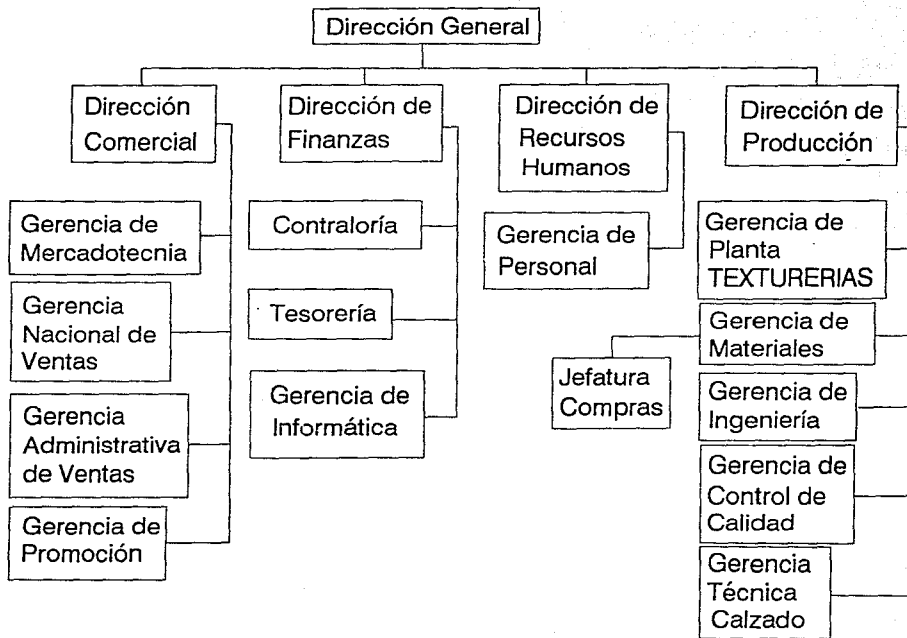 Dirección General
Dirección
Comercial
Dirección de
Finanzas
Dirección de
Recursos
Humanos
Dirección de
Producción
Gerencia de
Mercadotecnia
Gerencia
Nacional de
Ventas
Gerencia
Administrativa
de Ventas
Gerencia de
Promoción
Contraloría
Tesorería
Gerencia de
Informática
Gerencia de
Personal
Gerencia de
Planta
TEXTURERIAS
Gerencia de
Materiales
Jefatura
Compras
Gerencia de
Ingeniería
Gerencia de
Control de
Calidad
Gerencia
Técnica
Calzado